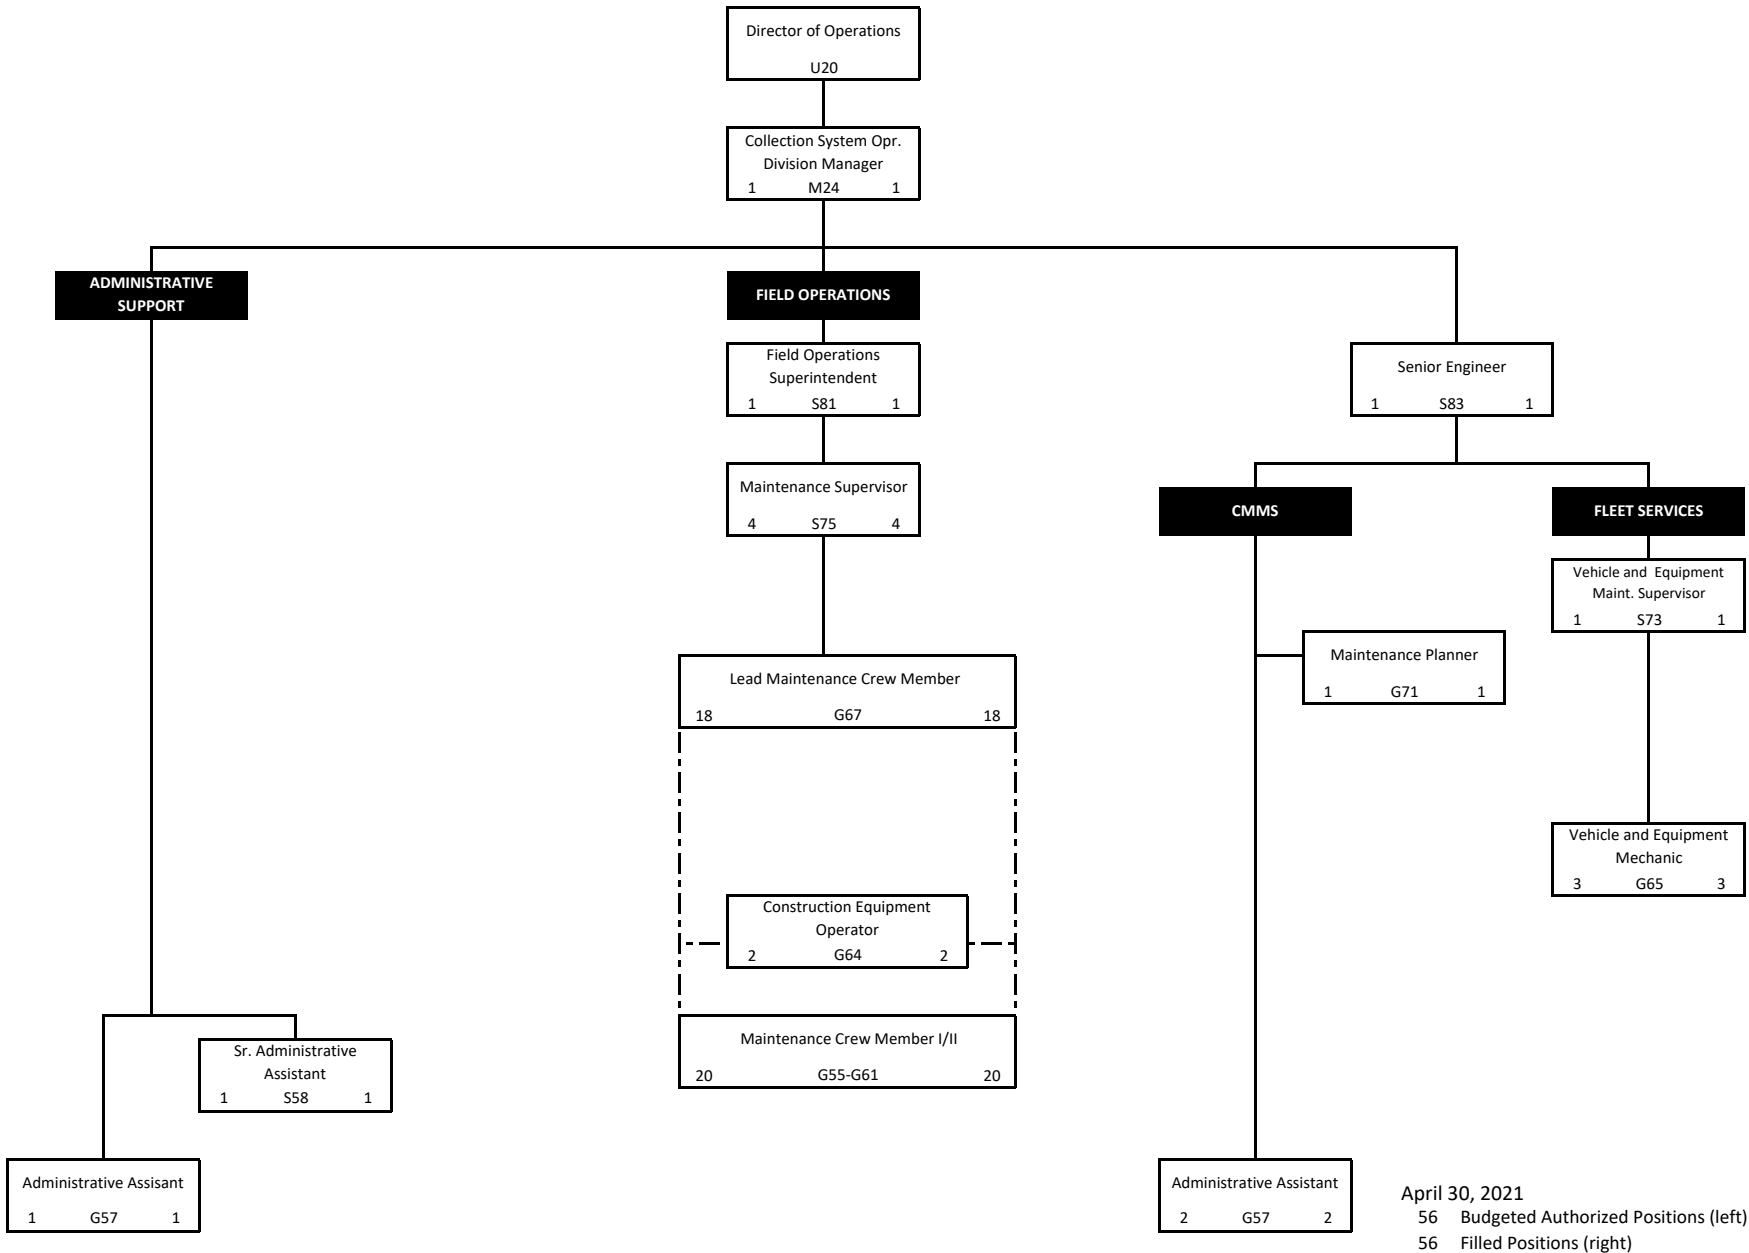 Director of Operations
U20
Collection System Opr.
Division Manager
1 M24 1
ADMINISTRATIVE
SUPPORT
FIELD OPERATIONS
Field Operations
Superintendent
1 S81 1
Senior Engineer
1 S83 1
Maintenance Supervisor
4 S75 4
CMMS
FLEET SERVICES
Vehicle and Equipment
Maint. Supervisor
1 S73 1
Maintenance Planner
1 G71 1
Lead Maintenance Crew Member
18 G67 18
Vehicle and Equipment
Mechanic
3 G65 3
Construction Equipment
Operator
2 G64 2
Sr. Administrative
Assistant
1 S58 1
Maintenance Crew Member I/II
20 G55-G61 20
Administrative Assisant
1 G57 1
Administrative Assistant
2 G57 2
April 30, 2021
56 Budgeted Authorized Positions (left)
56 Filled Positions (right)